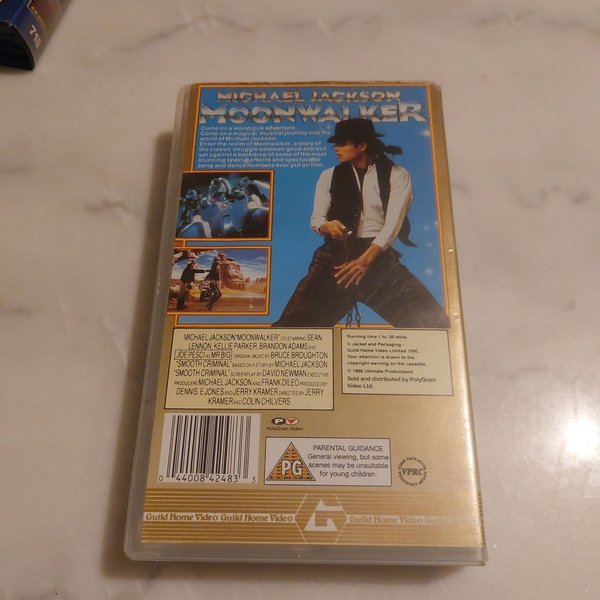 710
MICHAEL JACKSON
MOONWALKER
Come on a wondrous adventure.
Come on a magical, musical journey into the
world of Michael Jackson.
Enter the realm of Moonwalker, a story of
the classic struggle between good and evil
set against a backdrop of some of the most
stunning special effects and spectacular
song and dance numbers ever put on film.
MICHAEL JACKSON "MOONWALKER" CO-STARRING SEAN
LENNON, KELLIE PARKER, BRANDON ADAMS AND
JOE PESCI AS MR BIG ORIGINAL MUSIC BY BRUCE BROUGHTON
"SMOOTH CRIMINAL" BASED ON A STORY BY MICHAEL JACKSON
"SMOOTH CRIMINAL" SCREENPLAY BY DAVID NEWMAN EXECUTIVE
PRODUCERS MICHAEL JACKSON AND FRANK DILEO PRODUCED BY
DENNIS E JONES AND JERRY KRAMER DIRECTED BY JERRY
KRAMER AND COLIN CHILVERS
Running time 1 hr. 30 mins.
© Jacket and Packaging -
Guild Home Video Limited 1990
Your attention is drawn to the
copyright warning on the cassette.
© 1988 Ultimate Productions
Sold and distributed by PolyGram
Video Ltd.
0 44008 42483 3
P V
PolyGram Video
PG
PARENTAL GUIDANCE
General viewing, but some
scenes may be unsuitable
for young children.
VPRC
Guild Home Video Guild Home Video G Guild Home Video Guild